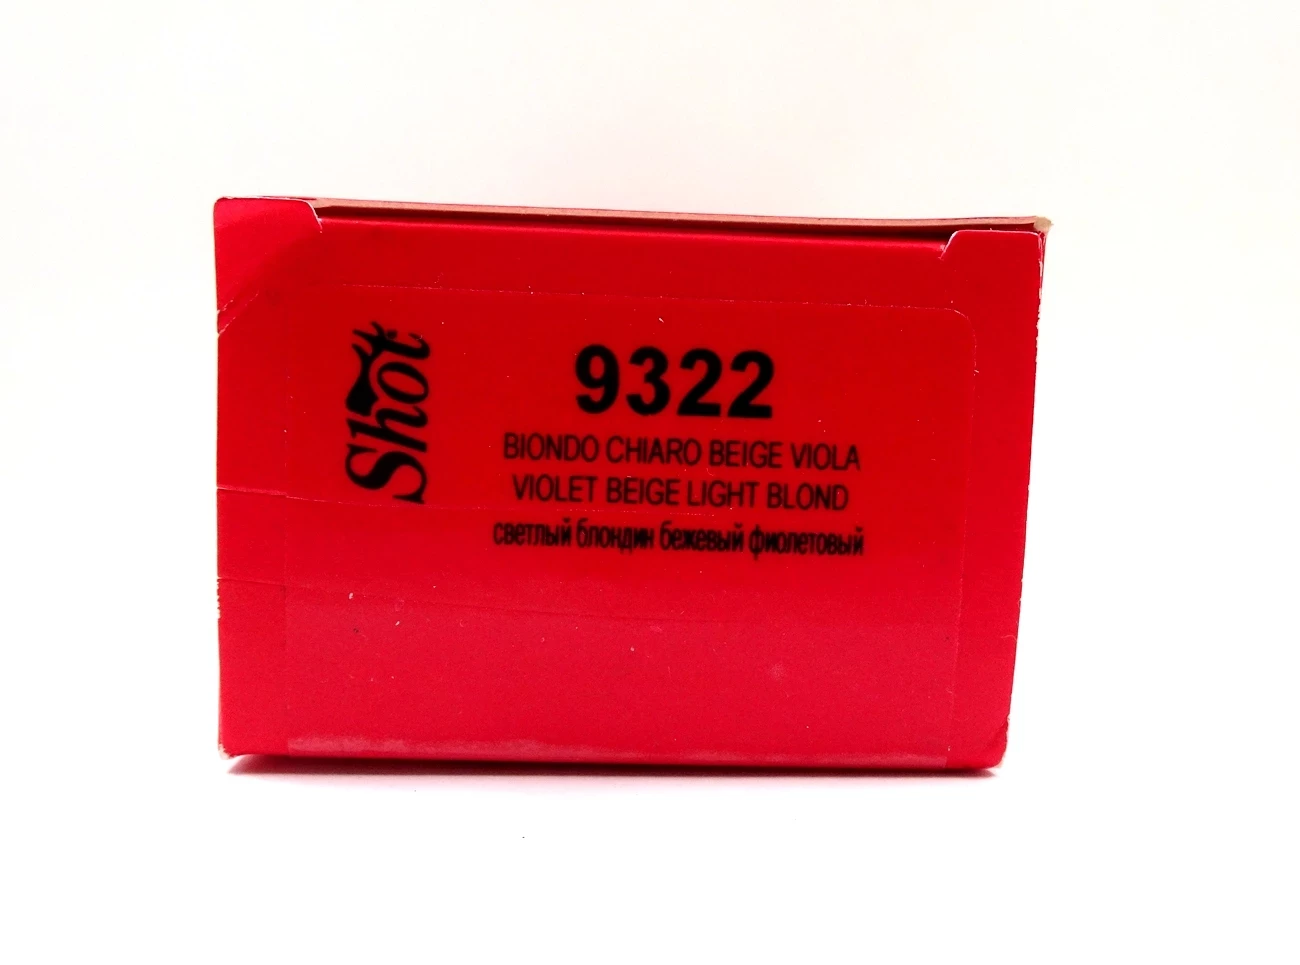 Shot
9322
BIONDO CHIARO BEIGE VIOLA
VIOLET BEIGE LIGHT BLOND
светлый блондин бежевый фиолетовый